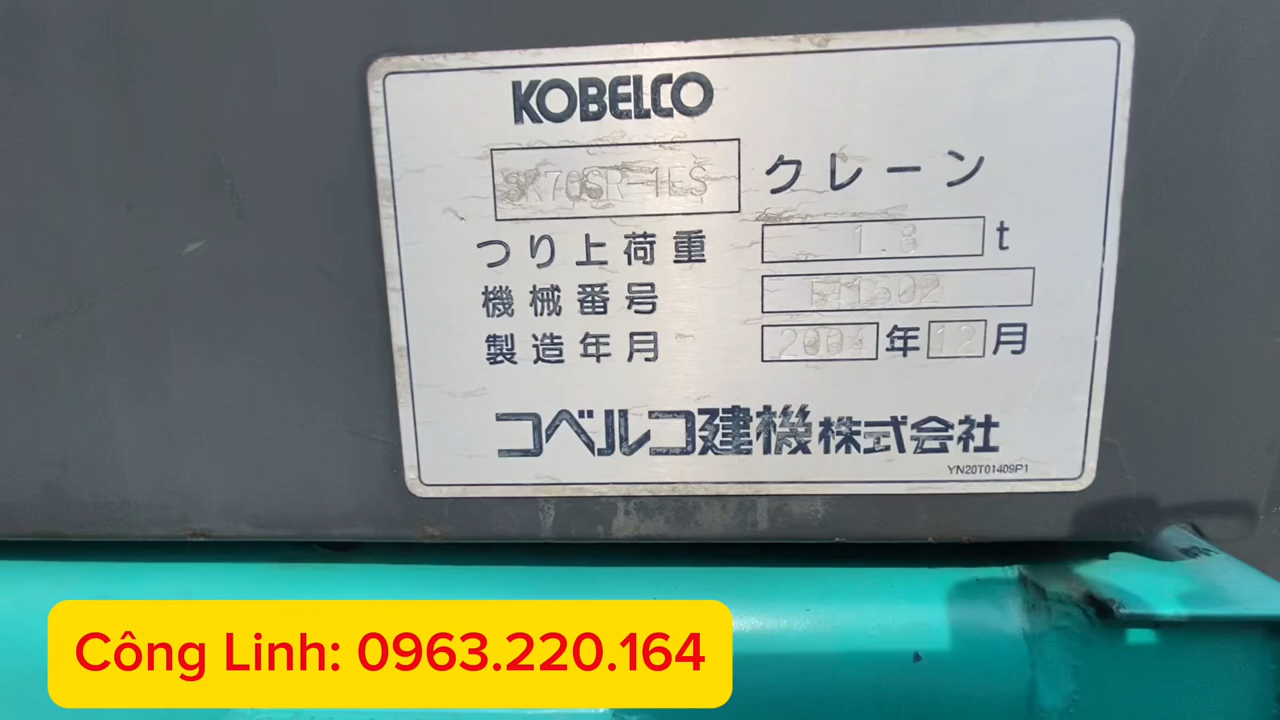 KOBELCO
SK70SR-1ES クレーン
つり上荷重 1.8 t
機械番号
製造年月 2004 年 12 月
コベルコ建機株式会社
YN20T01409P1
Công Linh: 0963.220.164